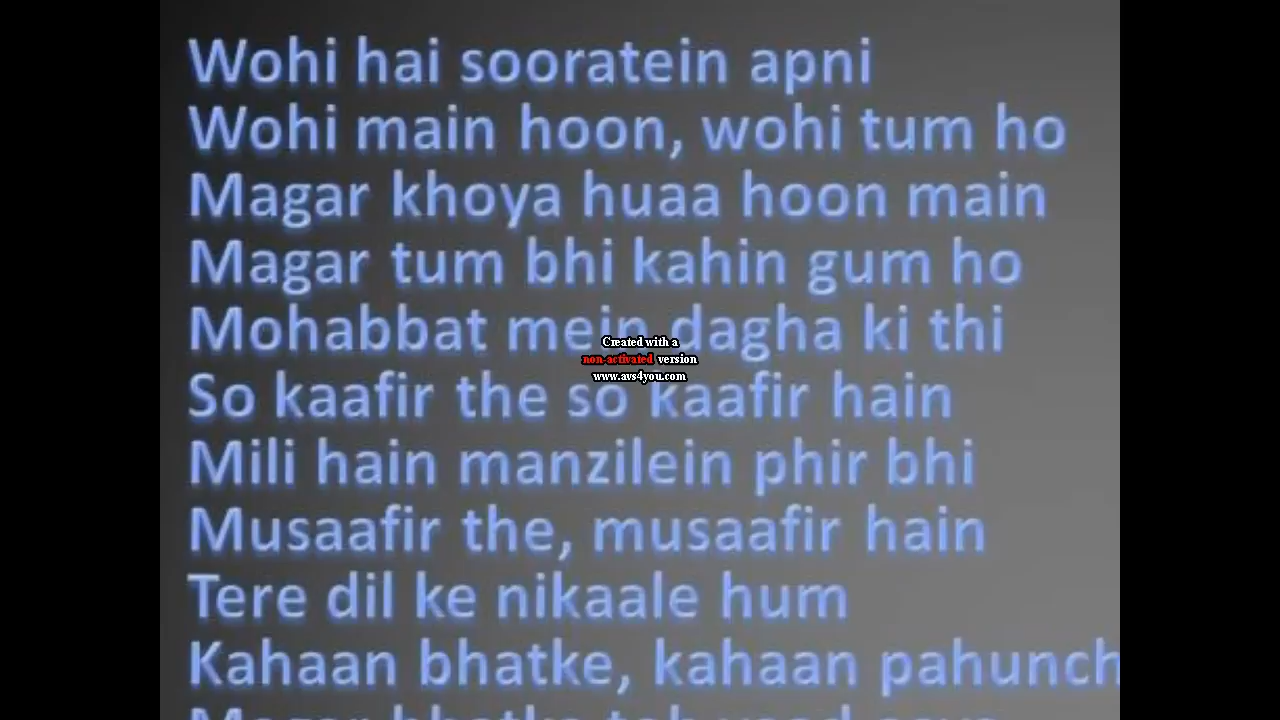 Wohi hai sooratein apni
Wohi main hoon, wohi tum ho
Magar khoya huaa hoon main
Magar tum bhi kahin gum ho
Mohabbat mein dagha ki thi
Created with a
non-activated version
www.avs4you.com
So kaafir the so kaafir hain
Mili hain manzilein phir bhi
Musaafir the, musaafir hain
Tere dil ke nikaale hum
Kahaan bhatke, kahaan pahunch